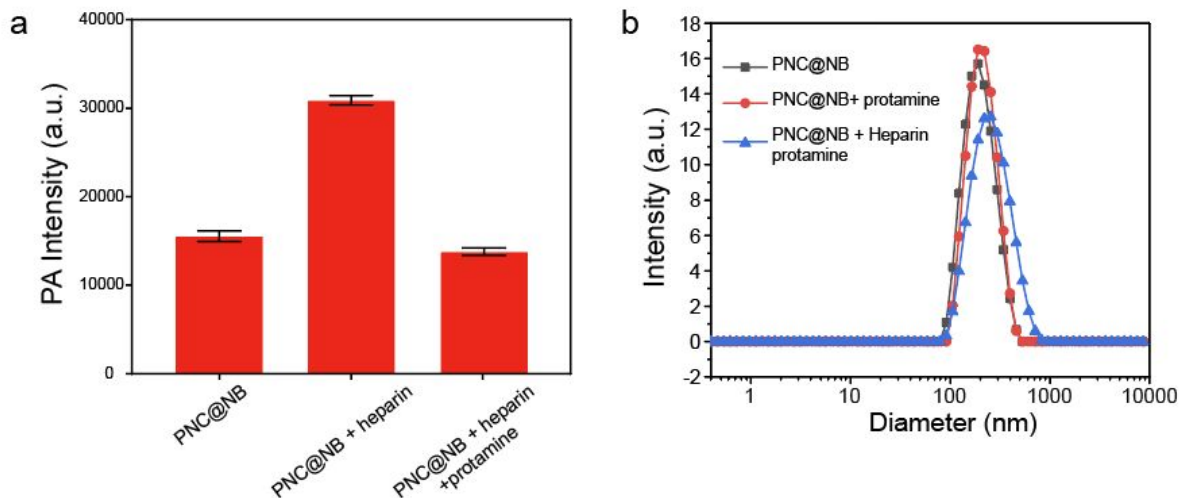 a
PA Intensity (a.u.)
40000
30000
20000
10000
0
PNC@NB
PNC@NB + heparin
PNC@NB + heparin
+protamine
b
Intensity (a.u.)
18
16
14
12
10
8
6
4
2
0
-2
PNC@NB
PNC@NB+ protamine
PNC@NB + Heparin
protamine
1
10
100
1000
10000
Diameter (nm)